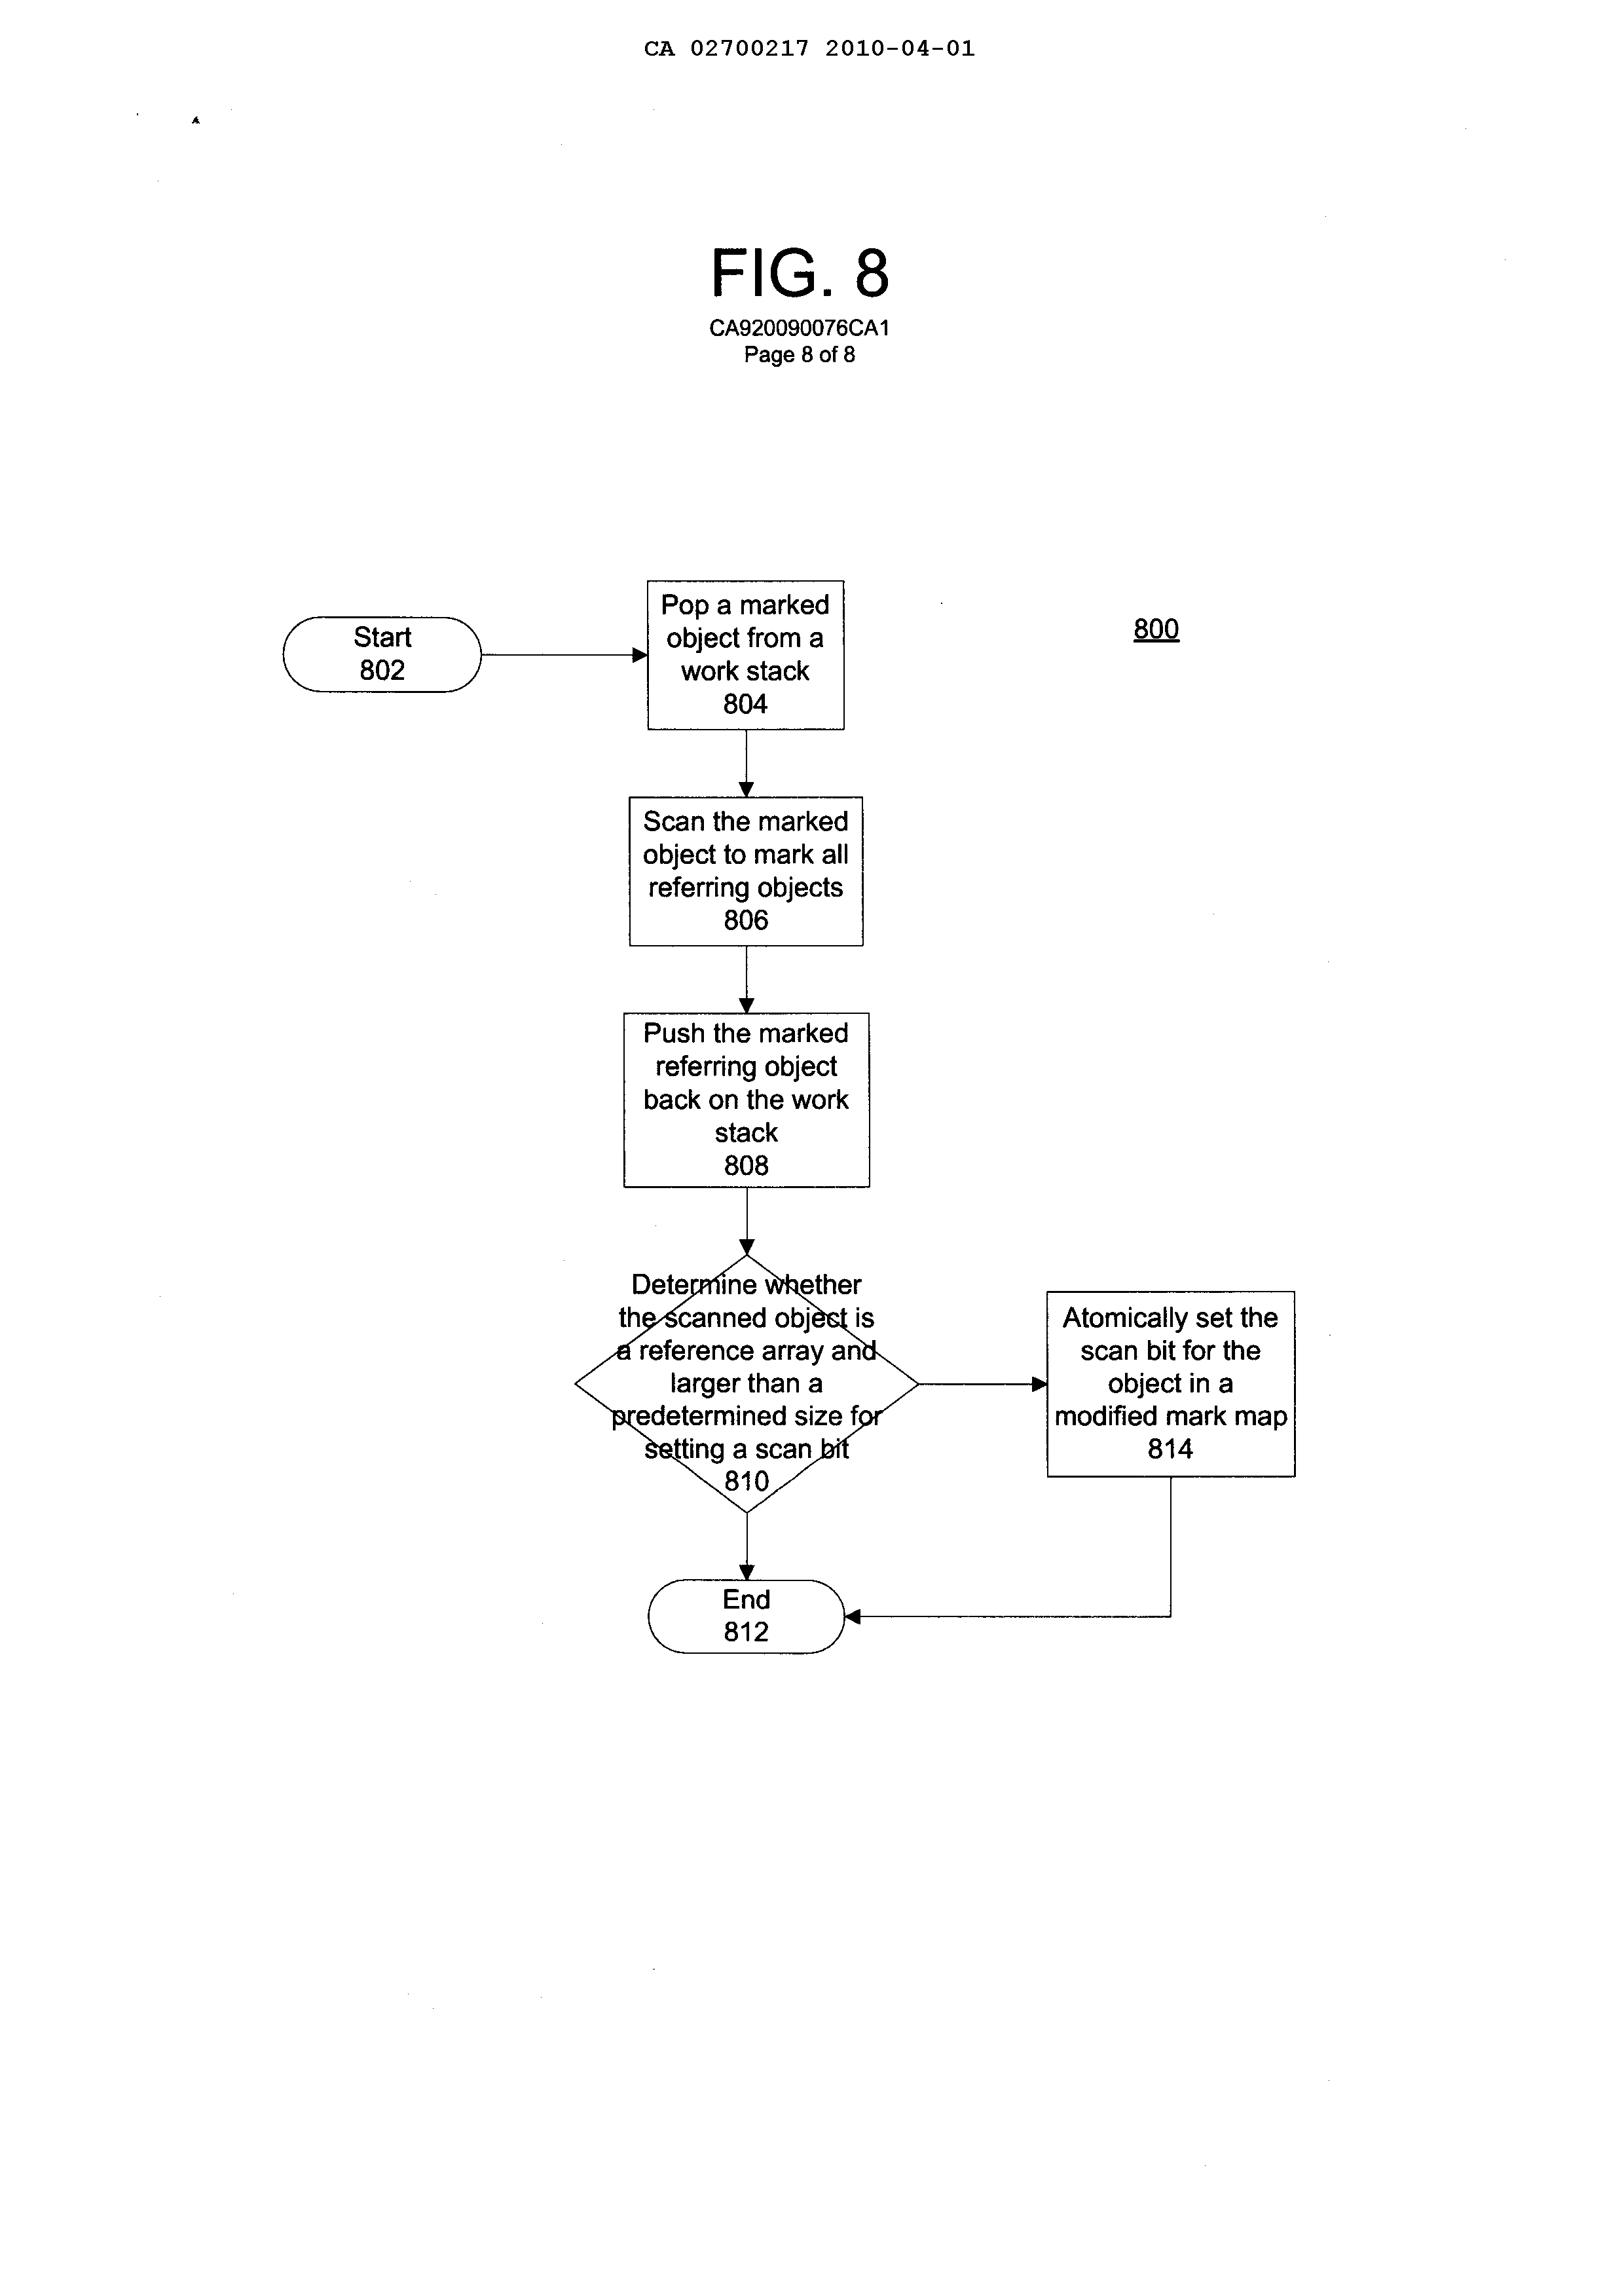 CA 02700217 2010-04-01
FIG. 8
CA920090076CA1
Page 8 of 8
Start
802
Pop a marked
object from a
work stack
804
800
Scan the marked
object to mark all
referring objects
806
Push the marked
referring object
back on the work
stack
808
Determine whether
the scanned object is
a reference array and
larger than a
predetermined size for
setting a scan bit
810
Atomically set the
scan bit for the
object in a
modified mark map
814
End
812